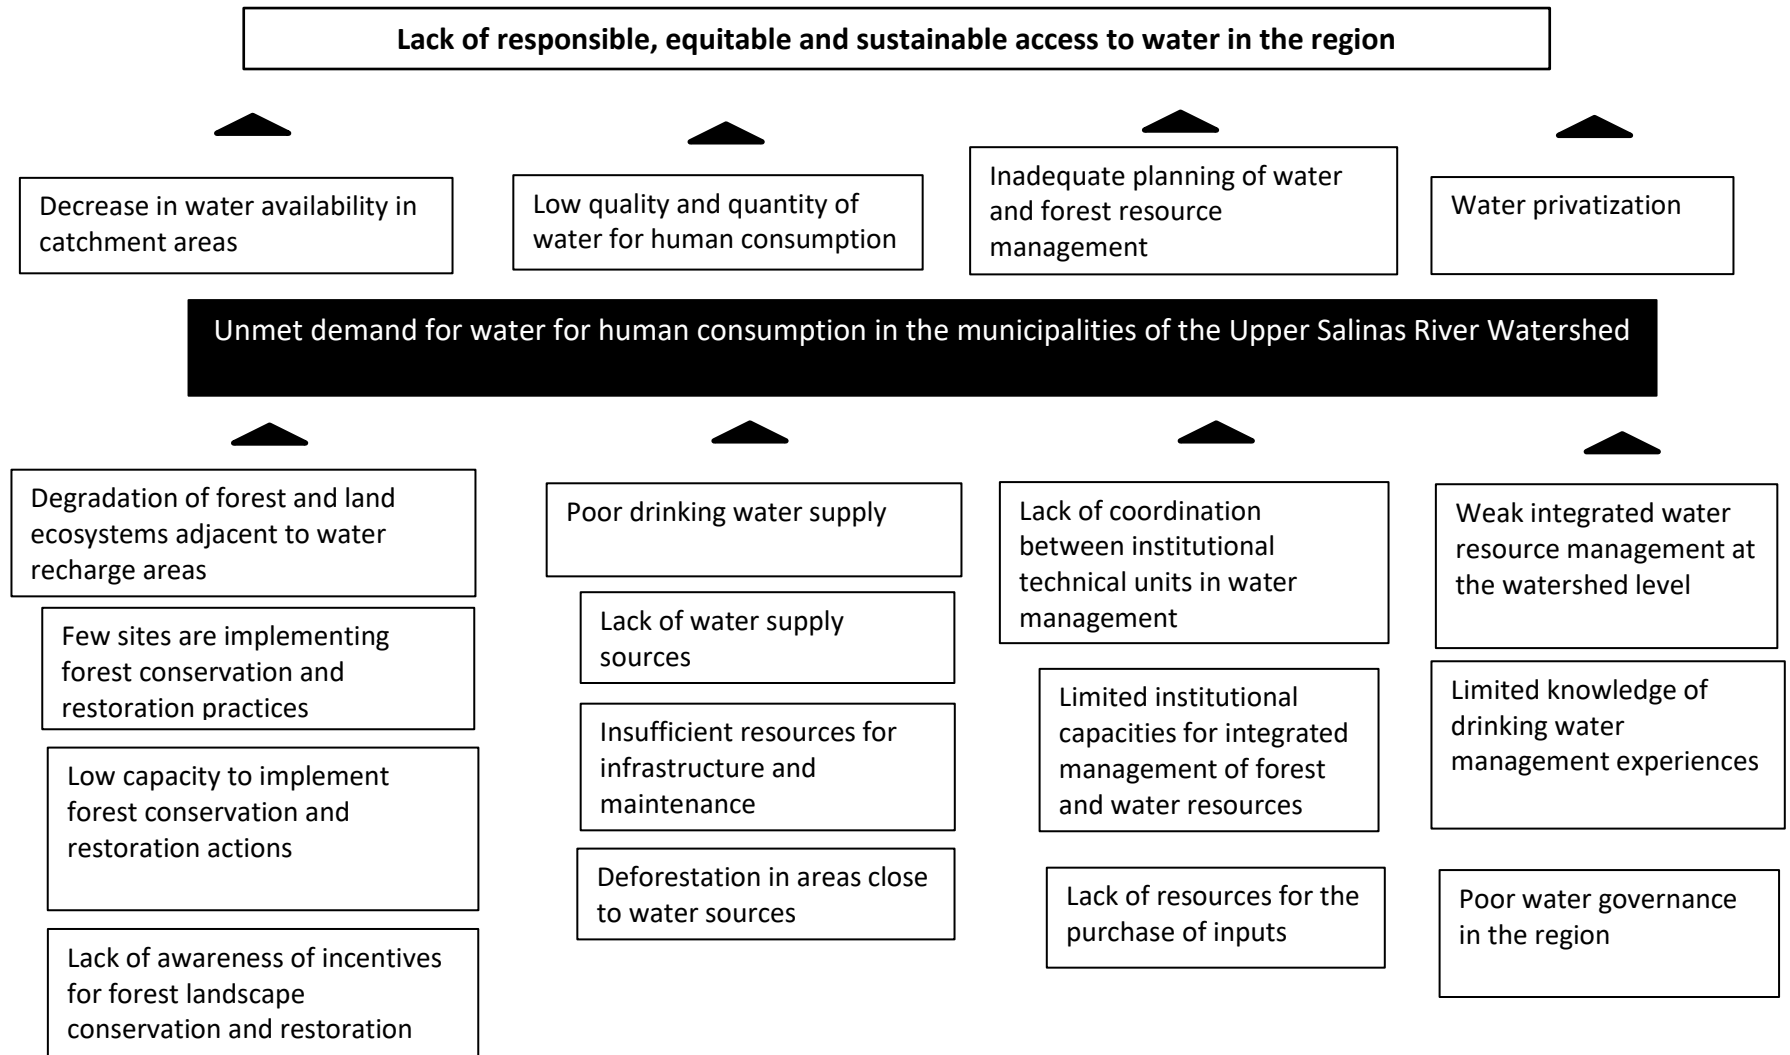 Lack of responsible, equitable and sustainable access to water in the region
Decrease in water availability in
catchment areas
Low quality and quantity of
water for human consumption
Inadequate planning of water
and forest resource
management
Water privatization
Unmet demand for water for human consumption in the municipalities of the Upper Salinas River Watershed
Degradation of forest and land
ecosystems adjacent to water
recharge areas
Few sites are implementing
forest conservation and
restoration practices
Low capacity to implement
forest conservation and
restoration actions
Lack of awareness of incentives
for forest landscape
conservation and restoration
Poor drinking water supply
Lack of water supply
sources
Insufficient resources for
infrastructure and
maintenance
Deforestation in areas close
to water sources
Lack of coordination
between institutional
technical units in water
management
Limited institutional
capacities for integrated
management of forest
and water resources
Lack of resources for the
purchase of inputs
Weak integrated water
resource management at
the watershed level
Limited knowledge of
drinking water
management experiences
Poor water governance
in the region